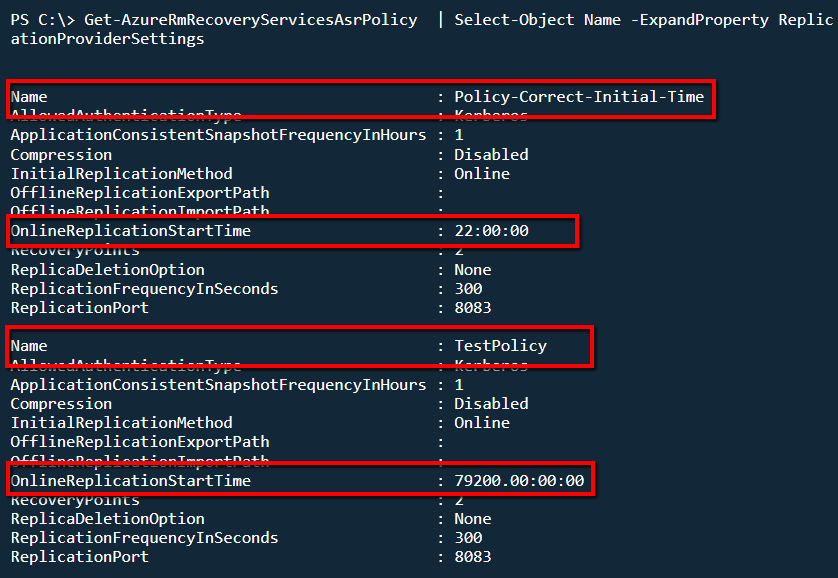 PS C:\> Get-AzureRmRecoveryServicesAsrPolicy  | Select-Object Name -ExpandProperty Replic
ationProviderSettings
Name                                            : Policy-Correct-Initial-Time
AllowedAuthenticationType                       : Kerberos
ApplicationConsistentSnapshotFrequencyInHours : 1
Compression                                     : Disabled
InitialReplicationMethod                        : Online
OfflineReplicationExportPath                    :
OfflineReplicationImportPath                    :
OnlineReplicationStartTime                      : 22:00:00
RecoveryPoints                                  : 2
ReplicaDeletionOption                           : None
ReplicationFrequencyInSeconds                   : 300
ReplicationPort                                 : 8083
Name                                            : TestPolicy
AllowedAuthenticationType                       : Kerberos
ApplicationConsistentSnapshotFrequencyInHours : 1
Compression                                     : Disabled
InitialReplicationMethod                        : Online
OfflineReplicationExportPath                    :
OfflineReplicationImportPath                    :
OnlineReplicationStartTime                      : 79200.00:00:00
RecoveryPoints                                  : 2
ReplicaDeletionOption                           : None
ReplicationFrequencyInSeconds                   : 300
ReplicationPort                                 : 8083